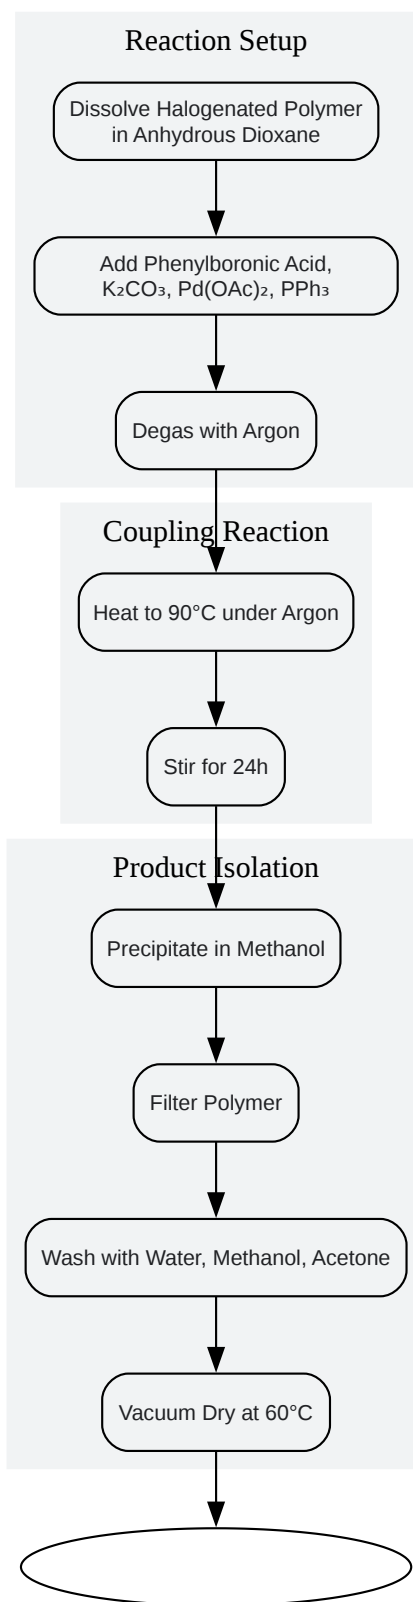 Reaction Setup
Dissolve Halogenated Polymer
in Anhydrous Dioxane
Add Phenylboronic Acid,
K₂CO₃, Pd(OAc)₂, PPh₃
Degas with Argon
Coupling Reaction
Heat to 90°C under Argon
Stir for 24h
Product Isolation
Precipitate in Methanol
Filter Polymer
Wash with Water, Methanol, Acetone
Vacuum Dry at 60°C